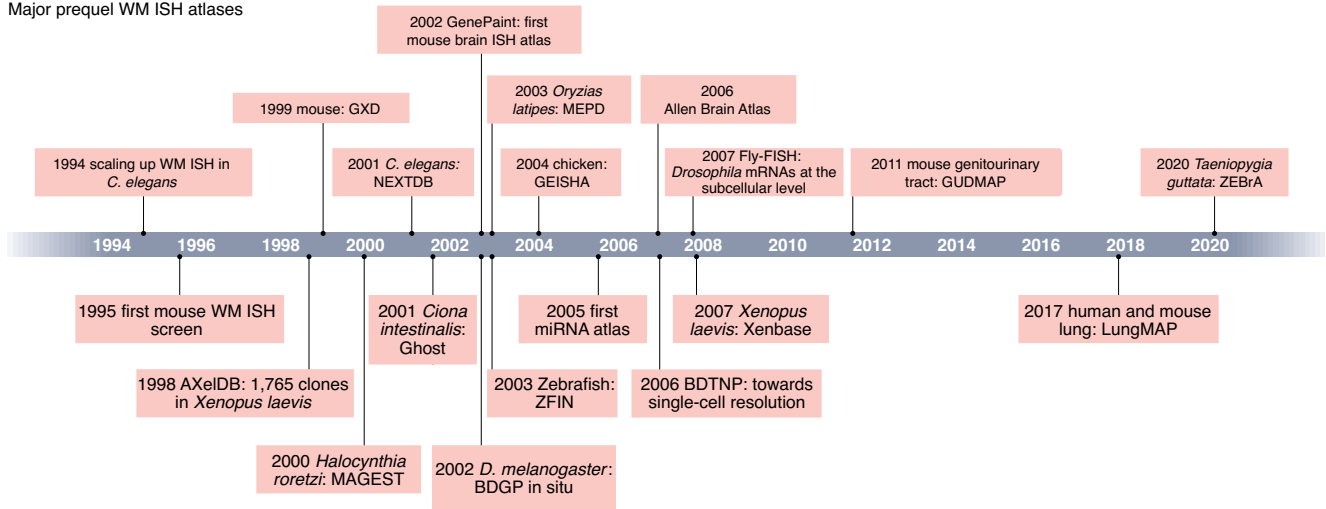 Major prequel WM ISH atlases
2002 GenePaint: first
mouse brain ISH atlas
2003 Oryzias
latipes: MEPD
2006
Allen Brain Atlas
1999 mouse: GXD
1994 scaling up WM ISH in
C. elegans
2001 C. elegans:
NEXTDB
2004 chicken:
GEISHA
2007 Fly-FISH:
Drosophila mRNAs at the
subcellular level
2011 mouse genitourinary
tract: GUDMAP
2020 Taeniopygia
guttata: ZEBrA
1994 1996 1998 2000 2002 2004 2006 2008 2010 2012 2014 2016 2018 2020
1995 first mouse WM ISH
screen
2001 Ciona
intestinalis:
Ghost
2005 first
miRNA atlas
2007 Xenopus
laevis: Xenbase
2017 human and mouse
lung: LungMAP
1998 AXelDB: 1,765 clones
in Xenopus laevis
2003 Zebrafish:
ZFIN
2006 BDTNP: towards
single-cell resolution
2000 Halocynthia
roretzi: MAGEST
2002 D. melanogaster:
BDGP in situ